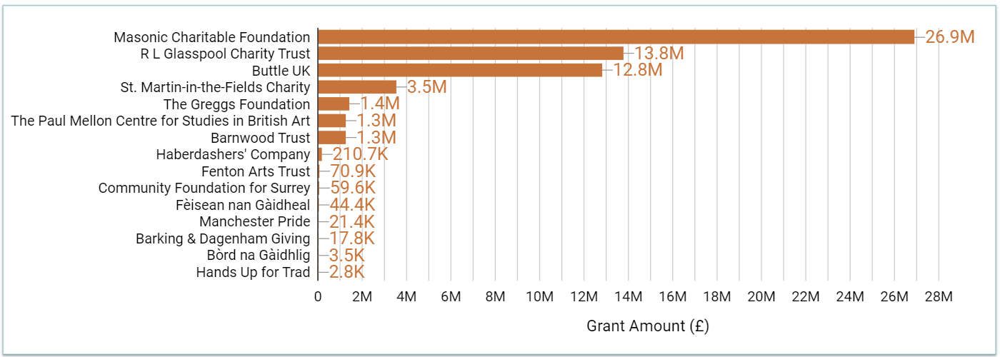 Masonic Charitable Foundation 26.9M
R L Glasspool Charity Trust 13.8M
Buttle UK 12.8M
St. Martin-in-the-Fields Charity 3.5M
The Greggs Foundation 1.4M
The Paul Mellon Centre for Studies in British Art 1.3M
Barnwood Trust 1.3M
Haberdashers' Company 210.7K
Fenton Arts Trust 70.9K
Community Foundation for Surrey 59.6K
Fèisean nan Gàidheal 44.4K
Manchester Pride 21.4K
Barking & Dagenham Giving 17.8K
Bòrd na Gàidhlig 3.5K
Hands Up for Trad 2.8K
0 2M 4M 6M 8M 10M 12M 14M 16M 18M 20M 22M 24M 26M 28M
Grant Amount (£)